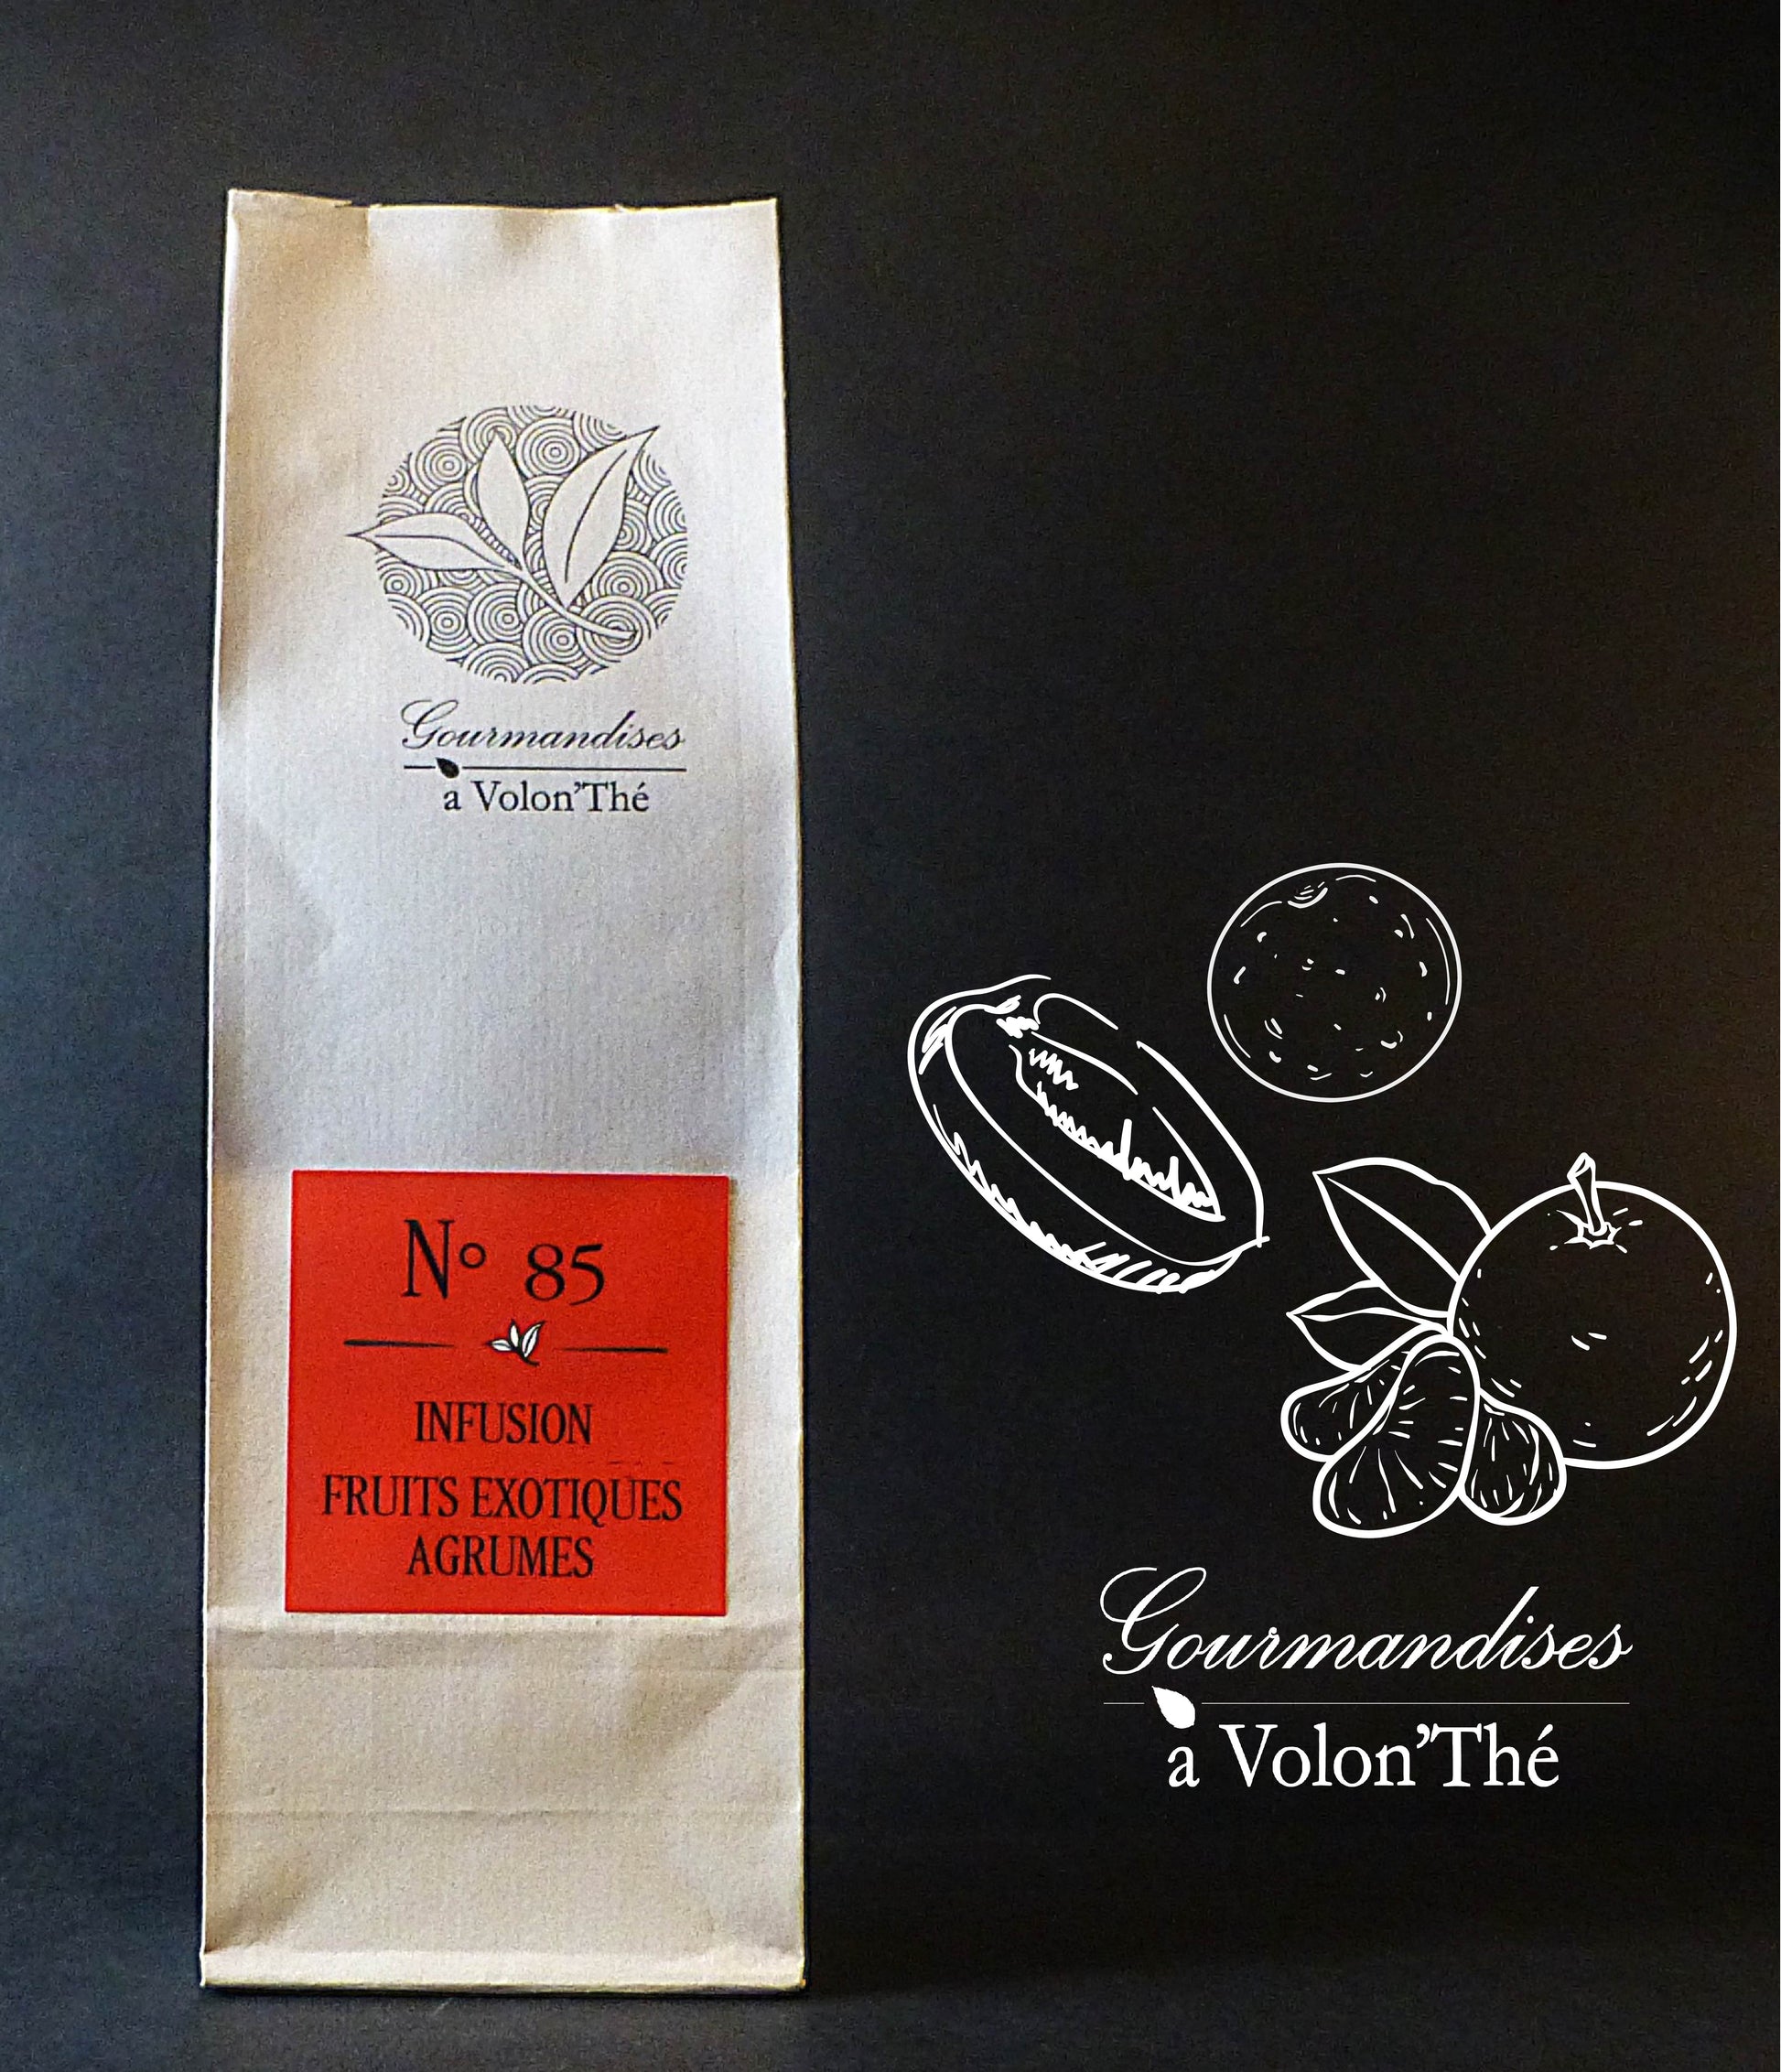 Gourmandises
a Volon'Thé
N° 85
INFUSION
FRUITS EXOTIQUES
AGRUMES
Gourmandises
a Volon'Thé